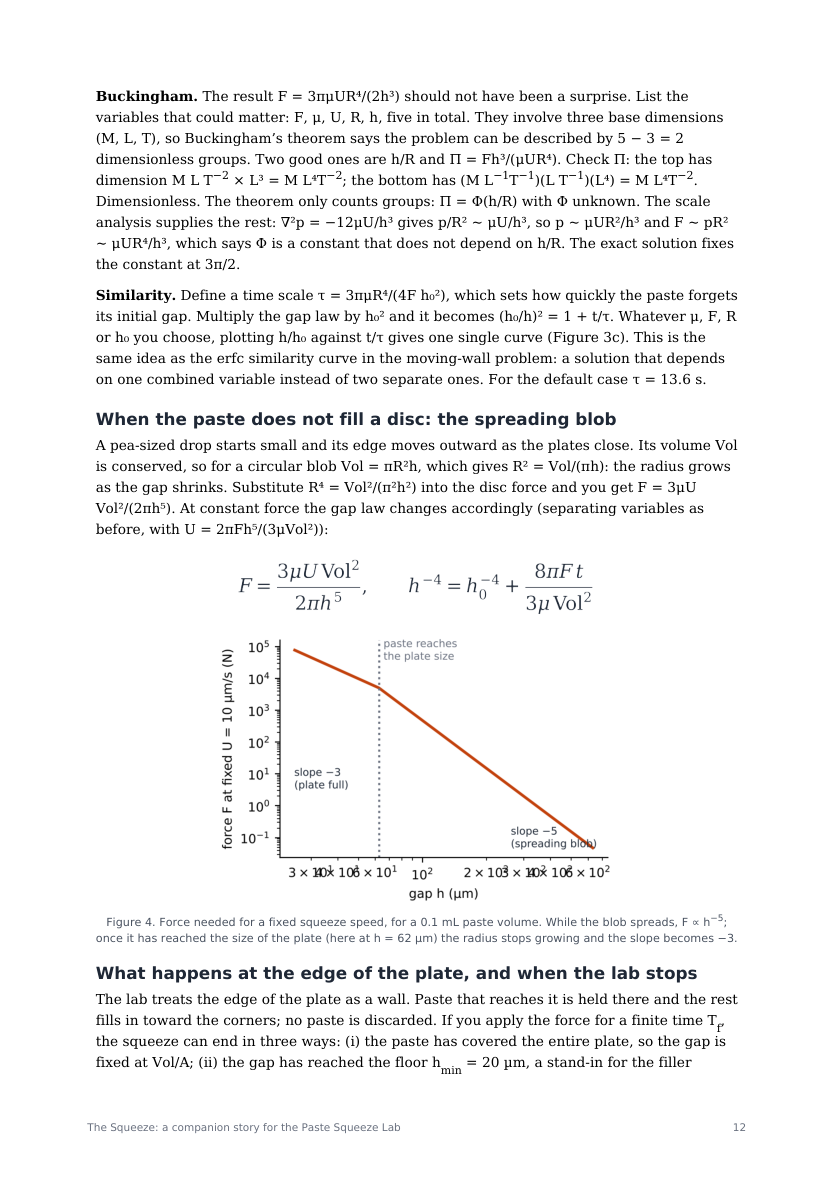 Buckingham. The result F = 3πμUR⁴/(2h³) should not have been a surprise. List the
variables that could matter: F, μ, U, R, h, five in total. They involve three base dimensions
(M, L, T), so Buckingham’s theorem says the problem can be described by 5 − 3 = 2
dimensionless groups. Two good ones are h/R and Π = Fh³/(μUR⁴). Check Π: the top has
dimension M L T⁻² × L³ = M L⁴T⁻²; the bottom has (M L⁻¹T⁻¹)(L T⁻¹)(L⁴) = M L⁴T⁻².
Dimensionless. The theorem only counts groups: Π = Φ(h/R) with Φ unknown. The scale
analysis supplies the rest: ∇²p = −12μU/h³ gives p/R² ~ μU/h³, so p ~ μUR²/h³ and F ~ pR²
~ μUR⁴/h³, which says Φ is a constant that does not depend on h/R. The exact solution fixes
the constant at 3π/2.
Similarity. Define a time scale τ = 3πμR⁴/(4F h₀²), which sets how quickly the paste forgets
its initial gap. Multiply the gap law by h₀² and it becomes (h₀/h)² = 1 + t/τ. Whatever μ, F, R
or h₀ you choose, plotting h/h₀ against t/τ gives one single curve (Figure 3c). This is the
same idea as the erfc similarity curve in the moving-wall problem: a solution that depends
on one combined variable instead of two separate ones. For the default case τ = 13.6 s.
When the paste does not fill a disc: the spreading blob
A pea-sized drop starts small and its edge moves outward as the plates close. Its volume Vol
is conserved, so for a circular blob Vol = πR²h, which gives R² = Vol/(πh): the radius grows
as the gap shrinks. Substitute R⁴ = Vol²/(π²h²) into the disc force and you get F = 3μU
Vol²/(2πh⁵). At constant force the gap law changes accordingly (separating variables as
before, with U = 2πFh⁵/(3μVol²)):
F = 3μU Vol² / 2πh⁵, h⁻⁴ = h₀⁻⁴ + 8πF t / 3μ Vol²
force F at fixed U = 10 μm/s (N)
10⁵
10⁴
10³
10²
10¹
10⁰
10⁻¹
paste reaches
the plate size
slope −3
(plate full)
slope −5
(spreading blob)
3 × 10¹ 4 × 10¹ 6 × 10¹ 10² 2 × 10² 3 × 10² 4 × 10² 6 × 10²
gap h (μm)
Figure 4. Force needed for a fixed squeeze speed, for a 0.1 mL paste volume. While the blob spreads, F ∝ h⁻⁵;
once it has reached the size of the plate (here at h = 62 μm) the radius stops growing and the slope becomes −3.
What happens at the edge of the plate, and when the lab stops
The lab treats the edge of the plate as a wall. Paste that reaches it is held there and the rest
fills in toward the corners; no paste is discarded. If you apply the force for a finite time T_f,
the squeeze can end in three ways: (i) the paste has covered the entire plate, so the gap is
fixed at Vol/A; (ii) the gap has reached the floor h_min = 20 μm, a stand-in for the filler
The Squeeze: a companion story for the Paste Squeeze Lab
12